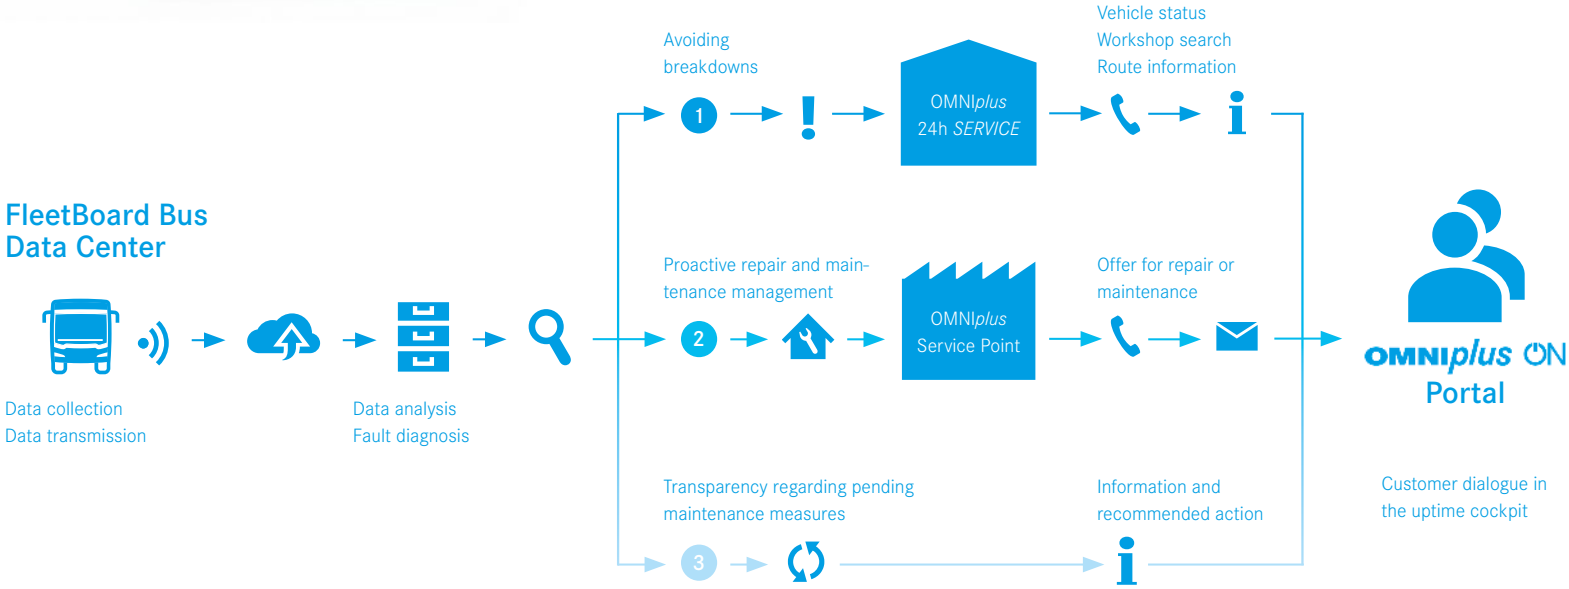 FleetBoard Bus
Data Center
Data collection
Data transmission
Data analysis
Fault diagnosis
Avoiding
breakdowns
1
OMNIplus
24h SERVICE
Vehicle status
Workshop search
Route information
Proactive repair and main-
tenance management
2
OMNIplus
Service Point
Offer for repair or
maintenance
Transparency regarding pending
maintenance measures
3
Information and
recommended action
OMNIplus ON
Portal
Customer dialogue in
the uptime cockpit